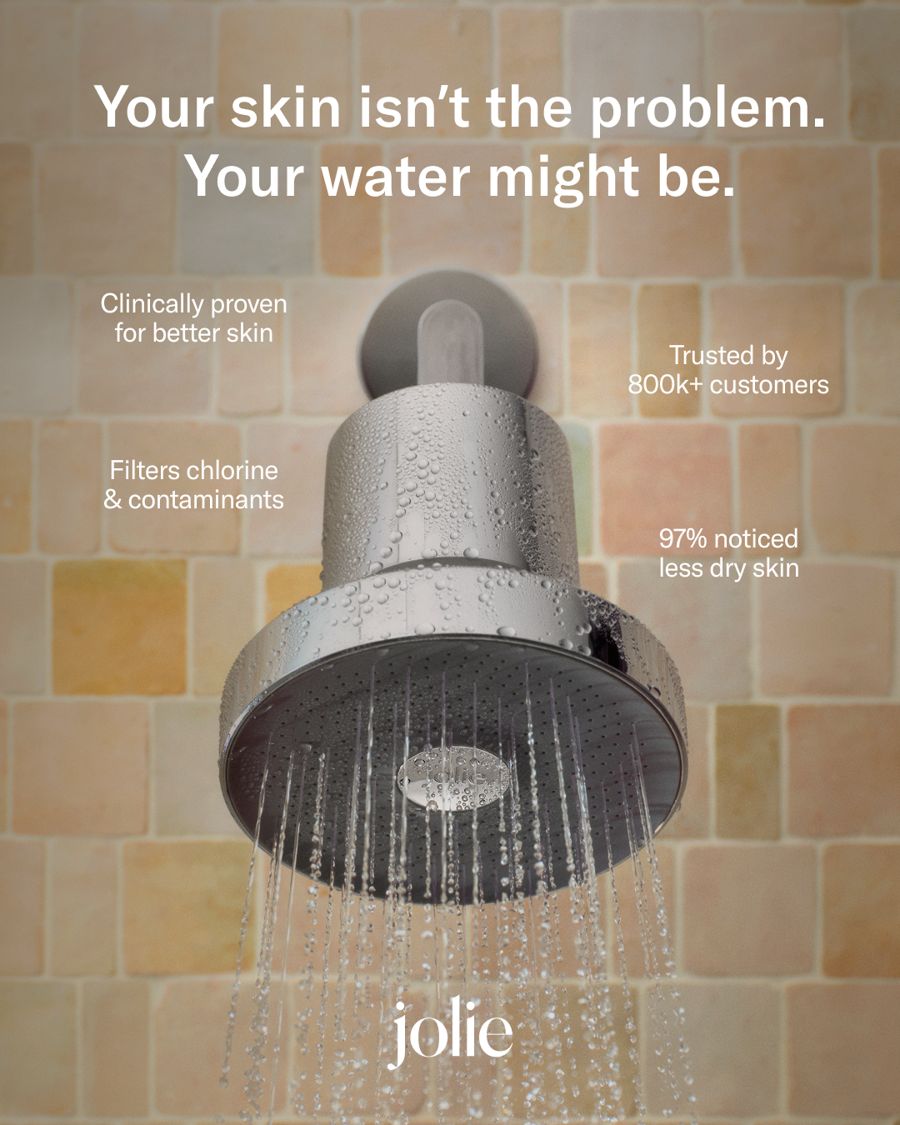 Your skin isn't the problem.
Your water might be.
Clinically proven
for better skin
Trusted by
800k+ customers
Filters chlorine
& contaminants
97% noticed
less dry skin
jolie
jolie